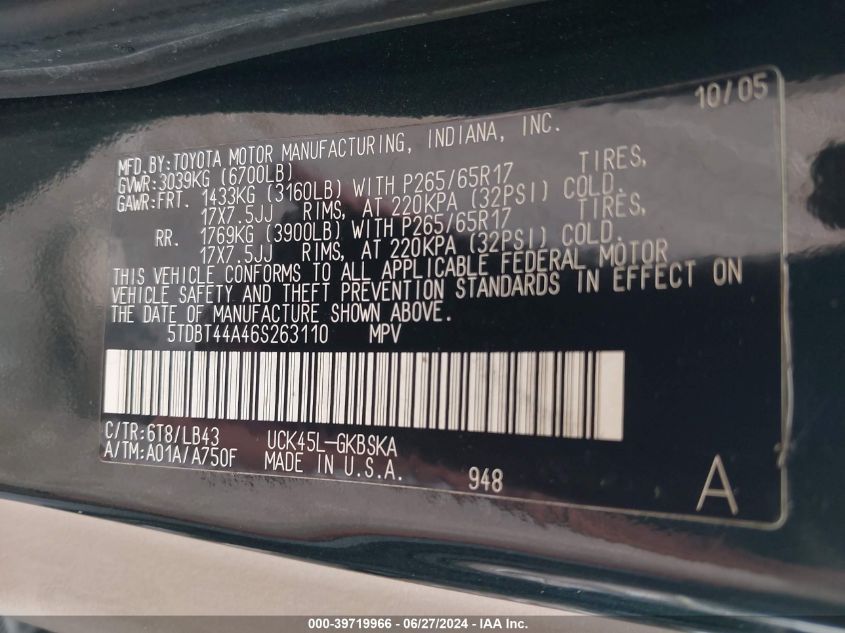 10/05
MFD.BY:TOYOTA MOTOR MANUFACTURING, INDIANA, INC.
GVWR:3039KG (6700LB)
GAWR:FRT. 1433KG (3160LB) WITH P265/65R17 TIRES,
17X7.5JJ RIMS, AT 220KPA (32PSI) COLD.
RR. 1769KG (3900LB) WITH P265/65R17 TIRES,
17X7.5JJ RIMS, AT 220KPA (32PSI) COLD.
THIS VEHICLE CONFORMS TO ALL APPLICABLE FEDERAL MOTOR
VEHICLE SAFETY AND THEFT PREVENTION STANDARDS IN EFFECT ON
THE DATE OF MANUFACTURE SHOWN ABOVE.
5TDBT44A46S263110 MPV
C/TR:6T8/LB43 UCK45L-GKBSKA
A/TM:A01A/A750F MADE IN U.S.A.
948
A
000-39719966 - 06/27/2024 - IAA Inc.